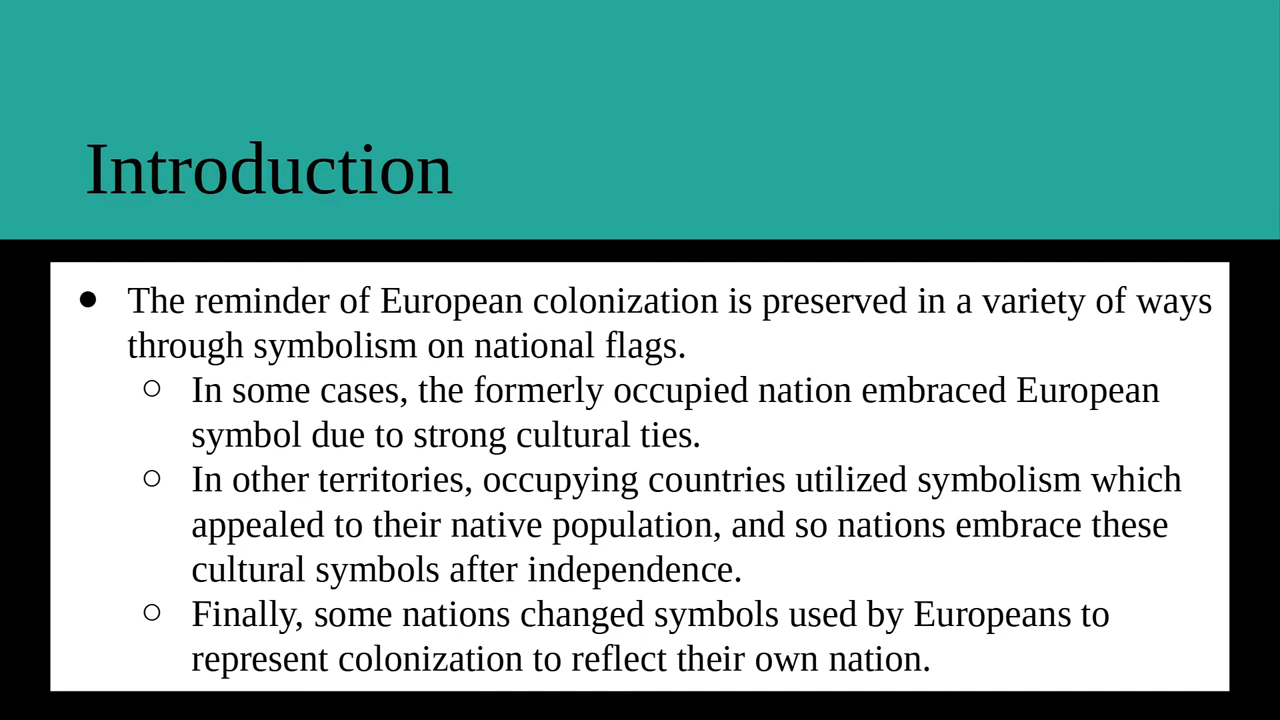 Introduction
● The reminder of European colonization is preserved in a variety of ways
through symbolism on national flags.
○ In some cases, the formerly occupied nation embraced European
symbol due to strong cultural ties.
○ In other territories, occupying countries utilized symbolism which
appealed to their native population, and so nations embrace these
cultural symbols after independence.
○ Finally, some nations changed symbols used by Europeans to
represent colonization to reflect their own nation.